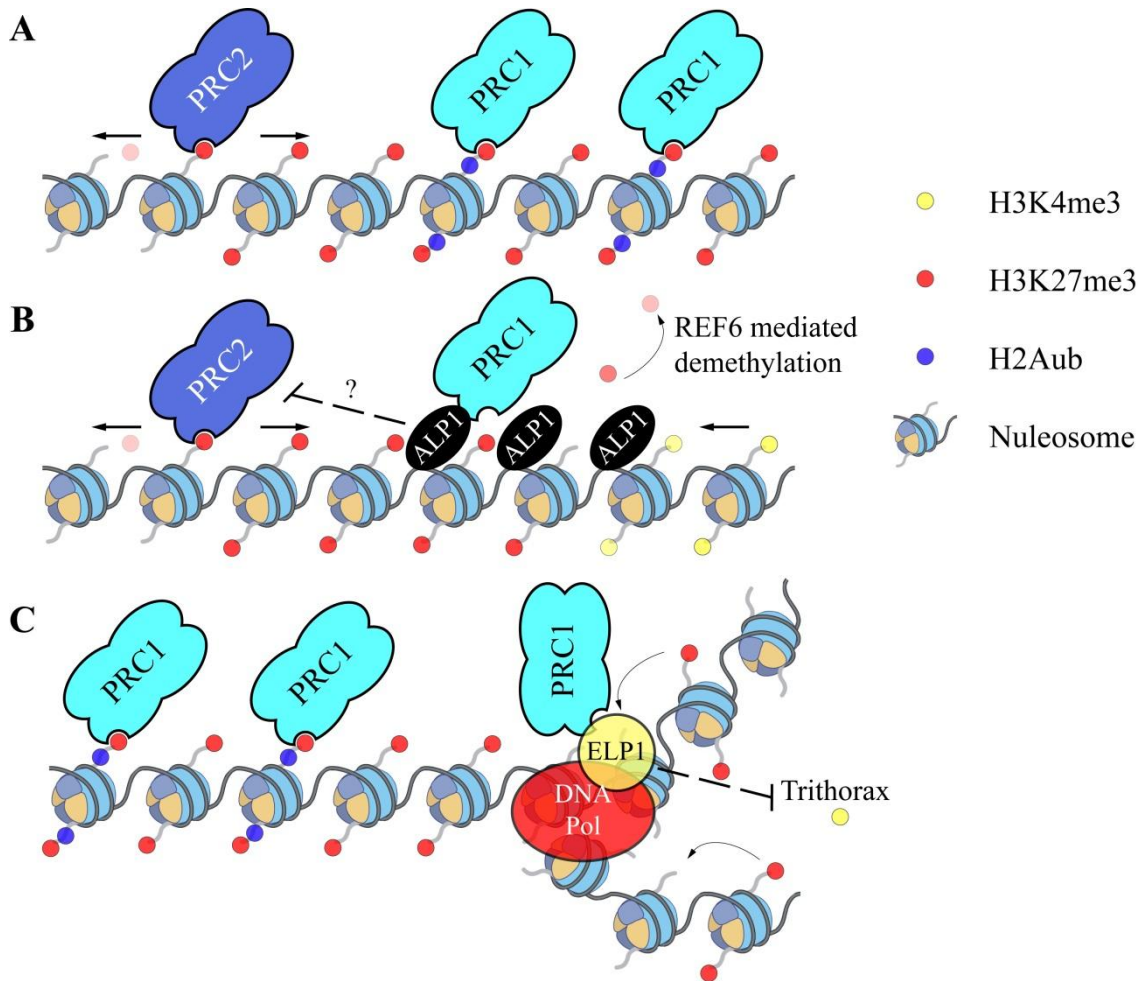 A
PRC2
PRC1
PRC1
H3K4me3
H3K27me3
H2Aub
Nuleosome
B
PRC2
?
PRC1
ALP1
ALP1
ALP1
REF6 mediated
demethylation
C
PRC1
PRC1
PRC1
ELP1
DNA
Pol
Trithorax